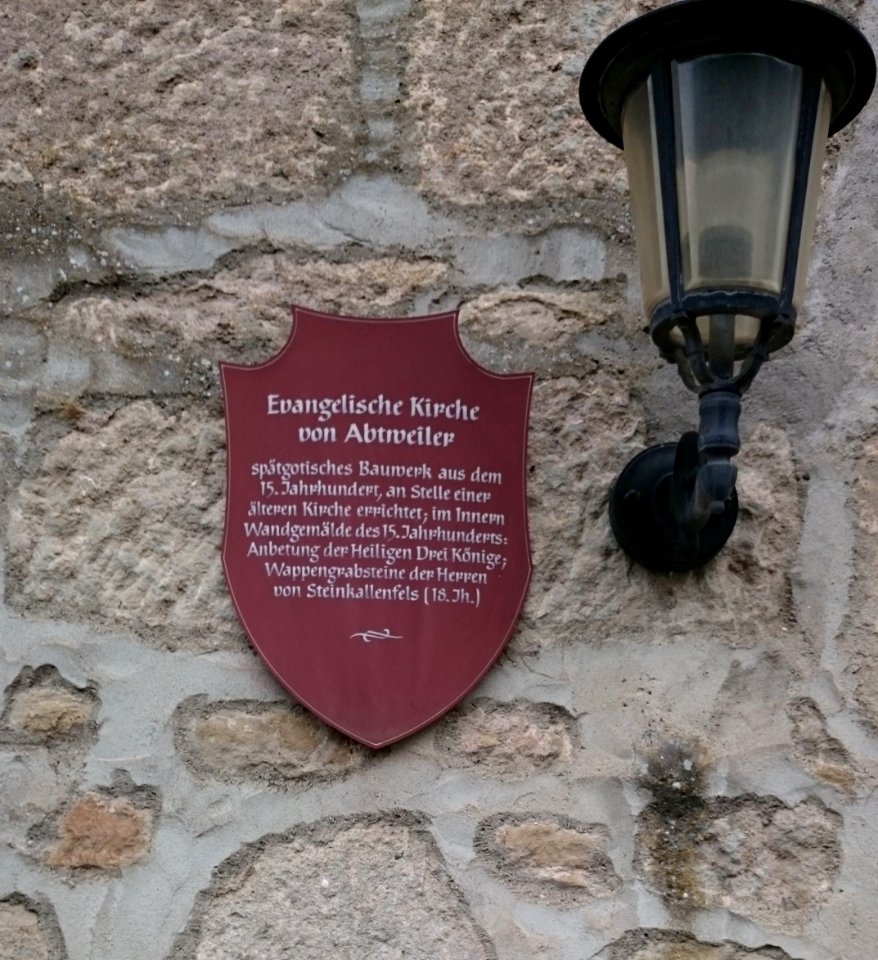 Evangelische Kirche
von Abtweiler
spätgotisches Bauwerk aus dem
15. Jahrhundert, an Stelle einer
älteren Kirche errichtet; im Innern
Wandgemälde des 15. Jahrhunderts:
Anbetung der Heiligen Drei Könige;
Wappengrabsteine der Herren
von Steinkallenfels (18. Jh.)